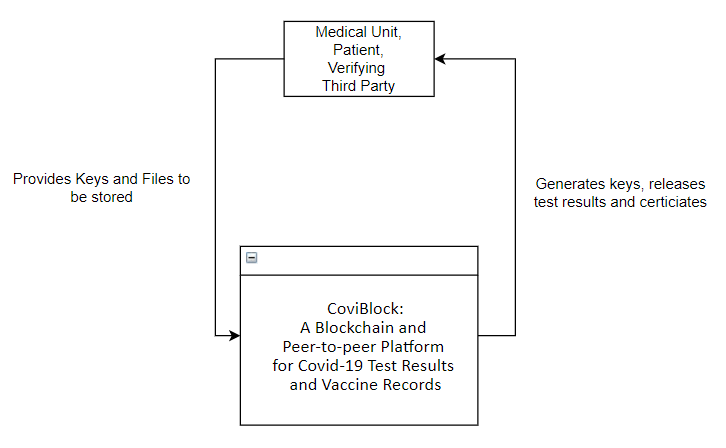 Medical Unit,
Patient,
Verifying
Third Party
Provides Keys and Files to
be stored
Generates keys, releases
test results and certiciates
CoviBlock:
A Blockchain and
Peer-to-peer Platform
for Covid-19 Test Results
and Vaccine Records